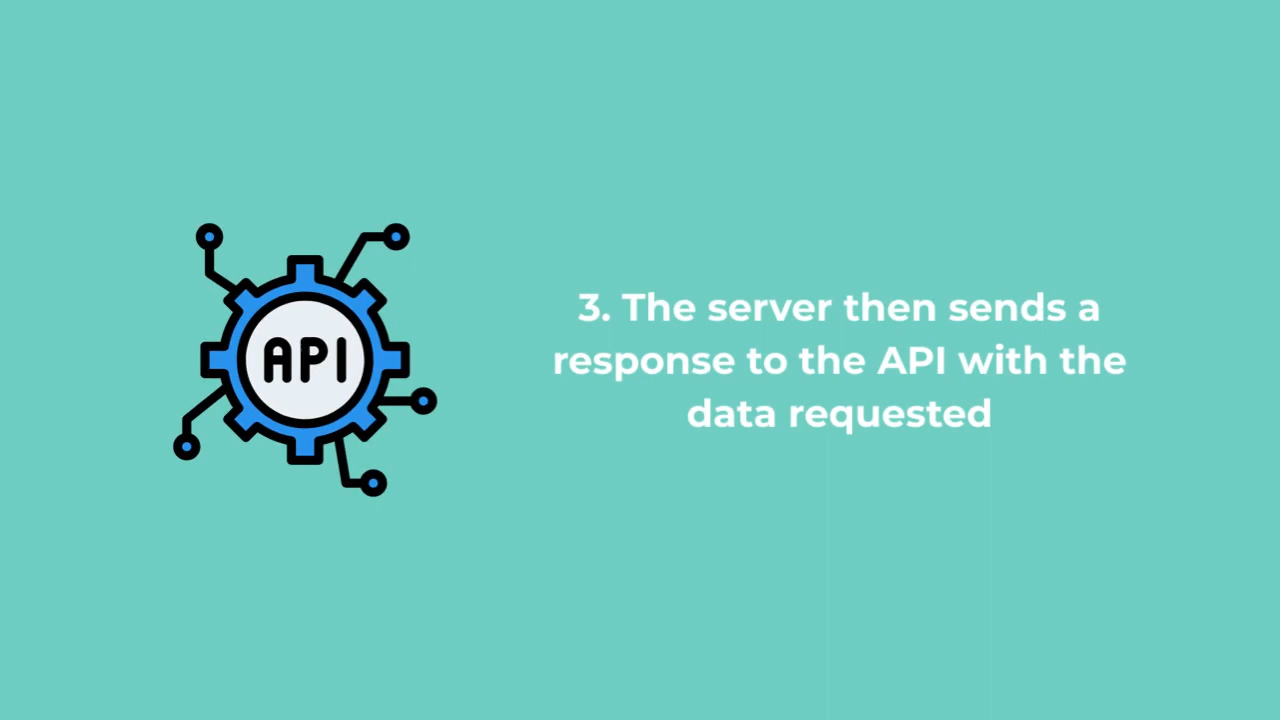 API
3. The server then sends a
response to the API with the
data requested